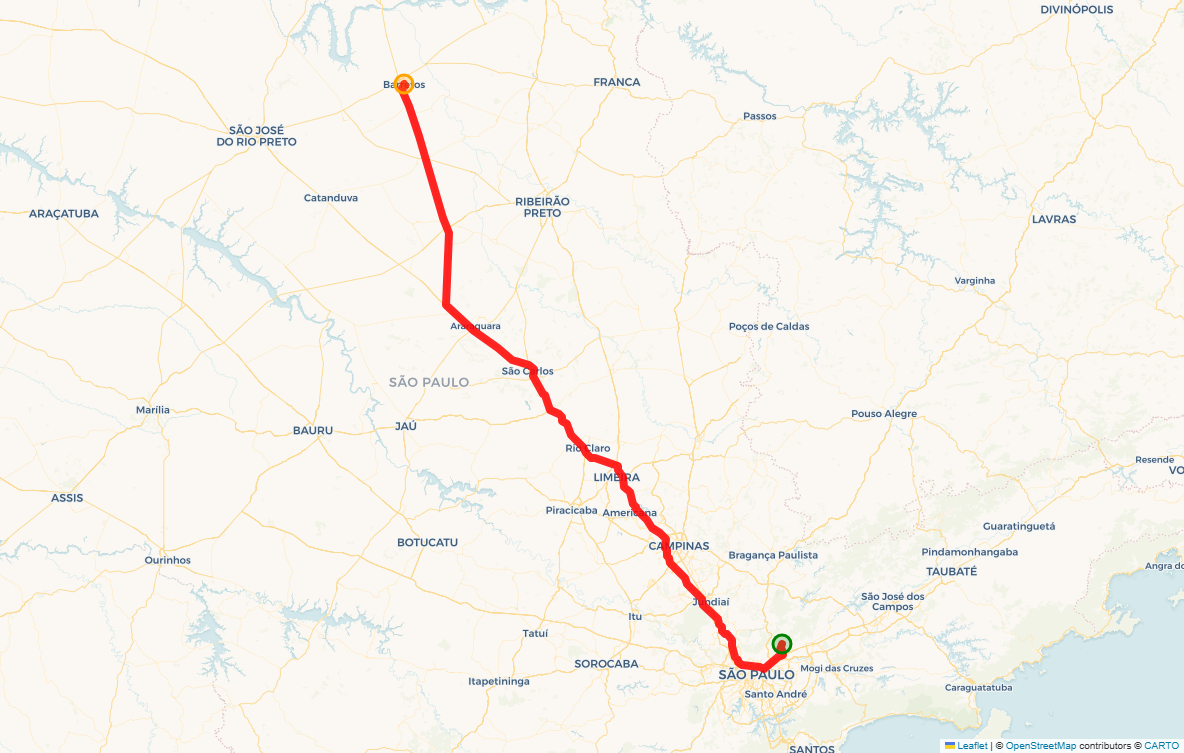 DIVINÓPOLIS
FRANCA
Passos
SÃO JOSÉ
DO RIO PRETO
Catanduva
RIBEIRÃO
PRETO
ARAÇATUBA
LAVRAS
Varginha
Araraquara
Poços de Caldas
São Carlos
SÃO PAULO
Marília
Pouso Alegre
JAÚ
BAURU
Rio Claro
Resende
VO
LIMEIRA
ASSIS
Piracicaba
Americana
Guaratinguetá
BOTUCATU
CAMPINAS
Bragança Paulista
Pindamonhangaba
Ourinhos
Angra do
TAUBATÉ
São José dos
Campos
Jundiaí
Itu
Tatuí
SOROCABA
Mogi das Cruzes
SÃO PAULO
Itapetininga
Caraguatatuba
Santo André
SANTOS
Leaflet | © OpenStreetMap contributors © CARTO